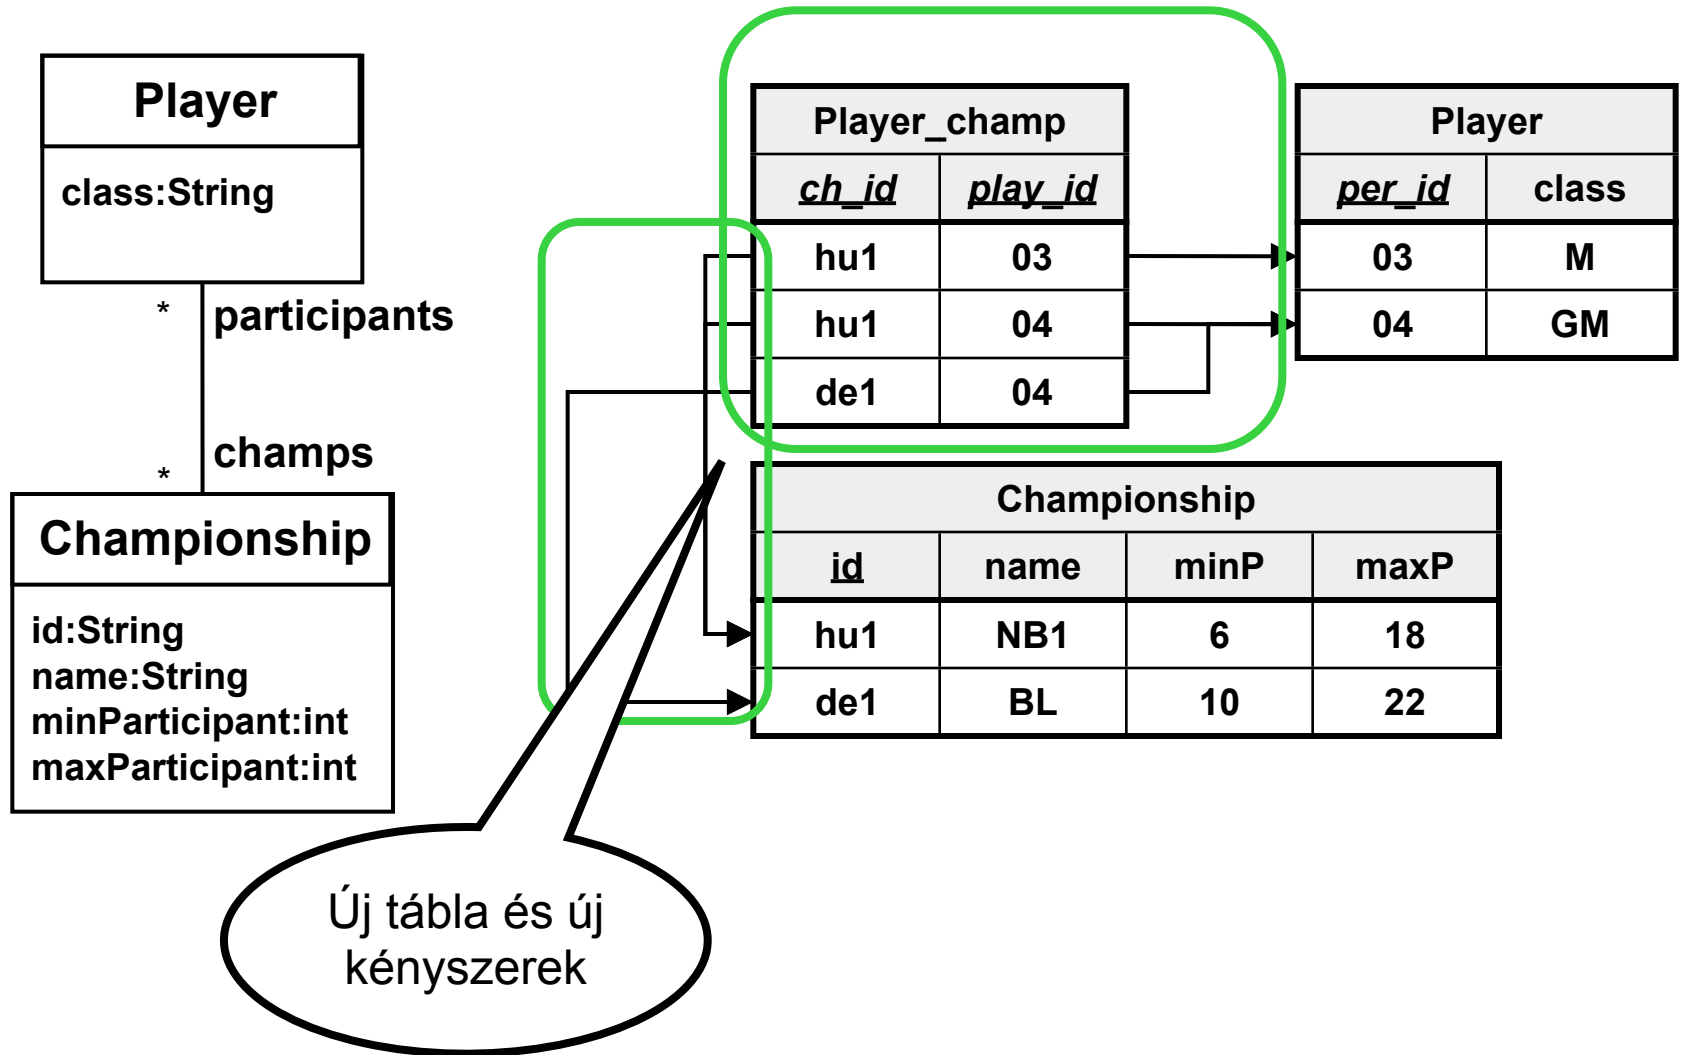 Player
class:String
*
participants
champs
*
Championship
id:String
name:String
minParticipant:int
maxParticipant:int
Player_champ
ch_id play_id
hu1 03
hu1 04
de1 04
Player
per_id class
03 M
04 GM
Championship
id name minP maxP
hu1 NB1 6 18
de1 BL 10 22
Új tábla és új
kényszerek